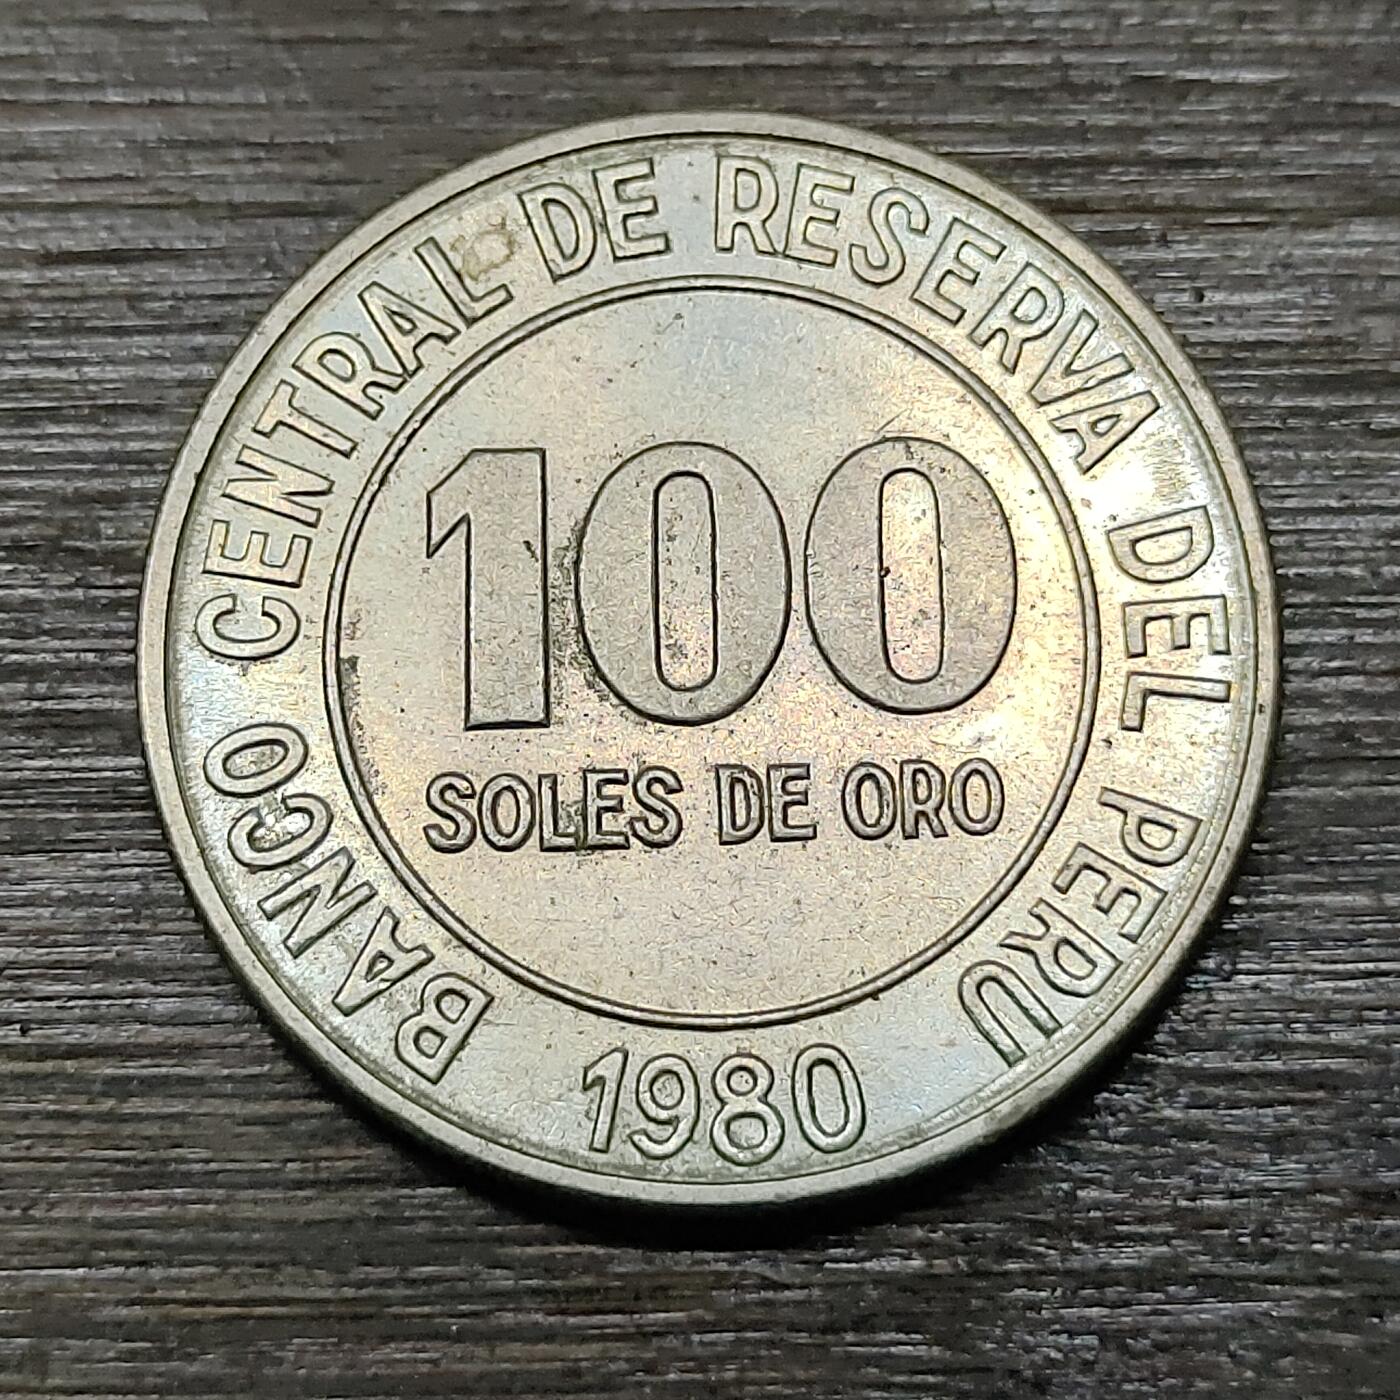 BANCO CENTRAL DE RESERVA DEL PERU
100
SOLES DE ORO
1980